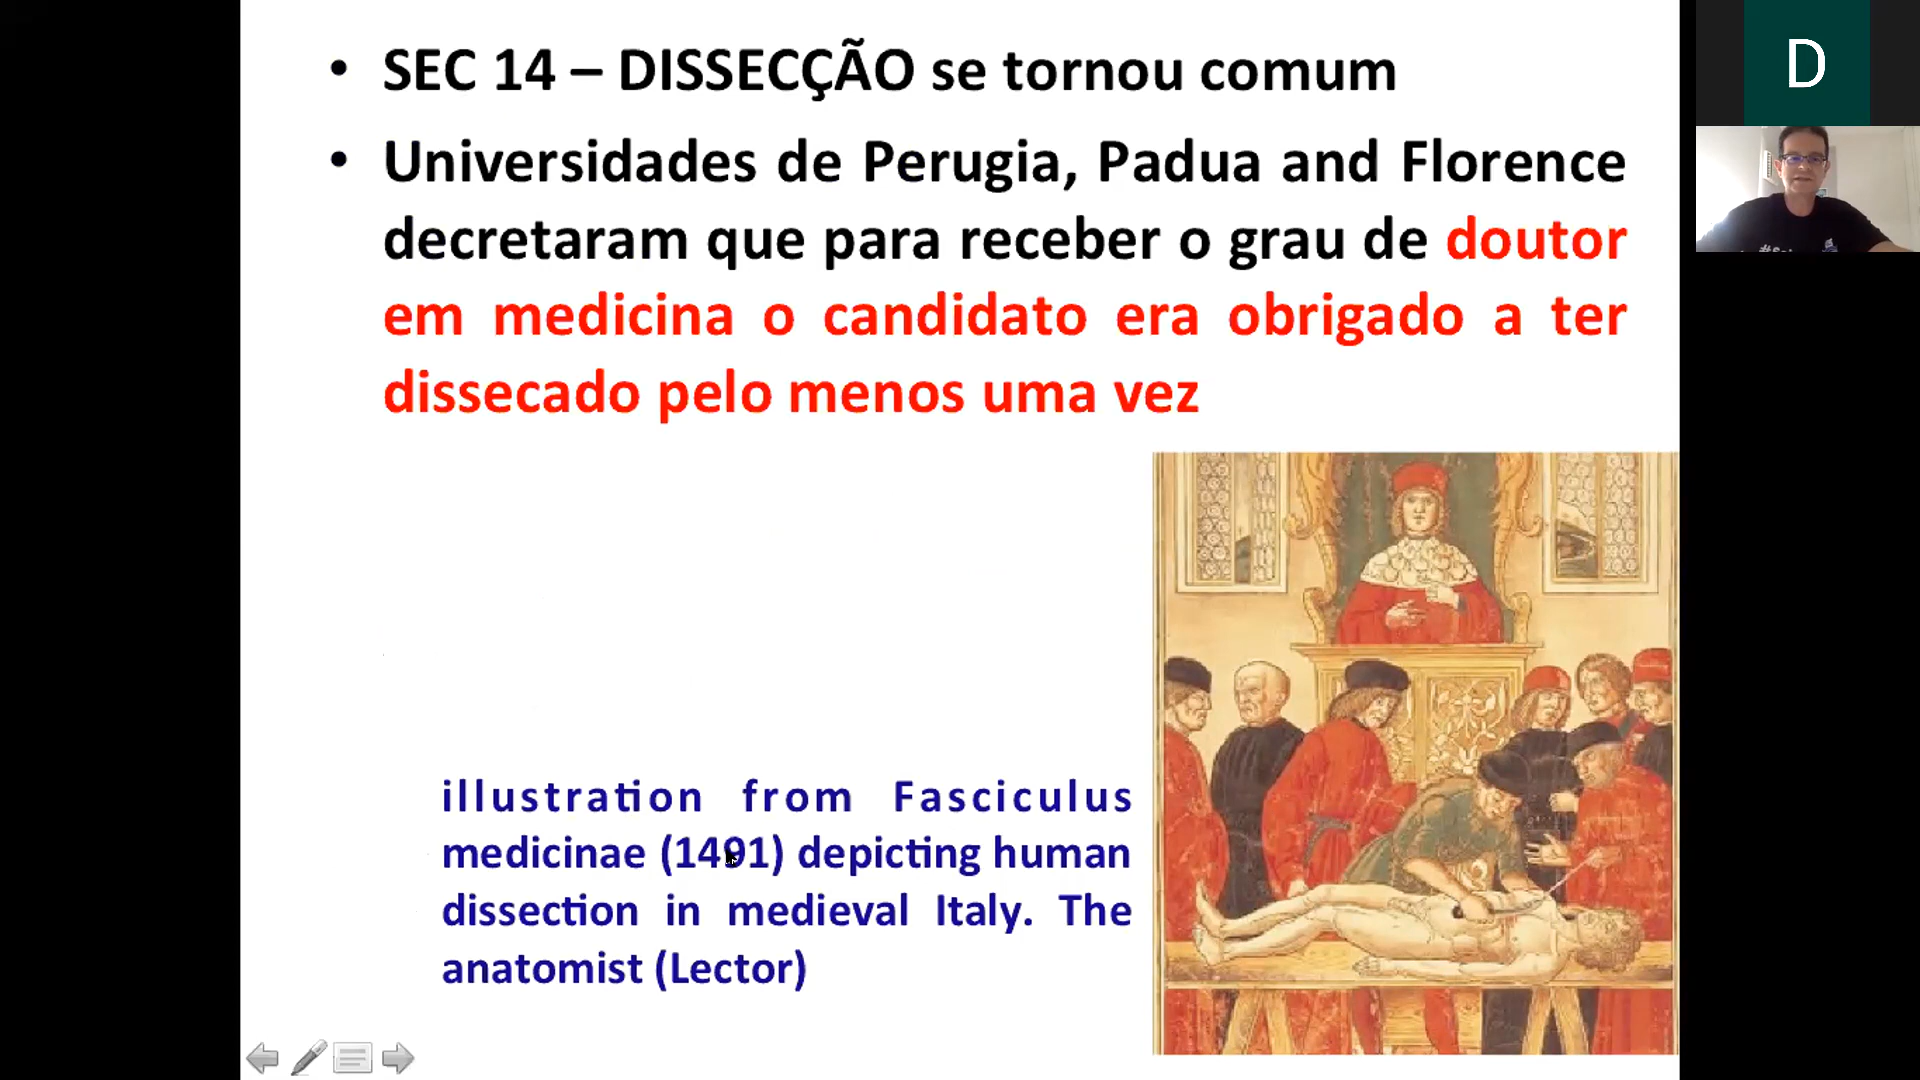 • SEC 14 – DISSECÇÃO se tornou comum
• Universidades de Perugia, Padua and Florence
decretaram que para receber o grau de doutor
em medicina o candidato era obrigado a ter
dissecado pelo menos uma vez
illustration from Fasciculus
medicinae (1491) depicting human
dissection in medieval Italy. The
anatomist (Lector)
D